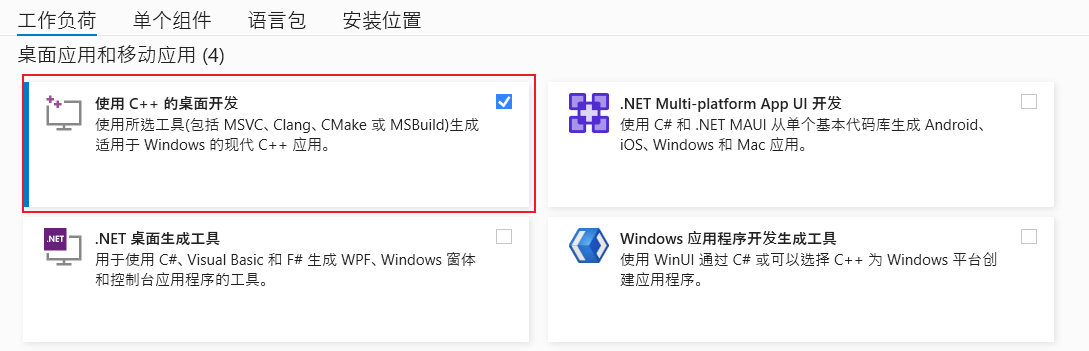 工作负荷 单个组件 语言包 安装位置
桌面应用和移动应用 (4)
使用 C++ 的桌面开发
使用所选工具(包括 MSVC、Clang、CMake 或 MSBuild)生成
适用于 Windows 的现代 C++ 应用。
.NET Multi-platform App UI 开发
使用 C# 和 .NET MAUI 从单个基本代码库生成 Android、
iOS、Windows 和 Mac 应用。
.NET
.NET 桌面生成工具
用于使用 C#、Visual Basic 和 F# 生成 WPF、Windows 窗体
和控制台应用程序的工具。
Windows 应用程序开发生成工具
使用 WinUI 通过 C# 或可以选择 C++ 为 Windows 平台创
建应用程序。